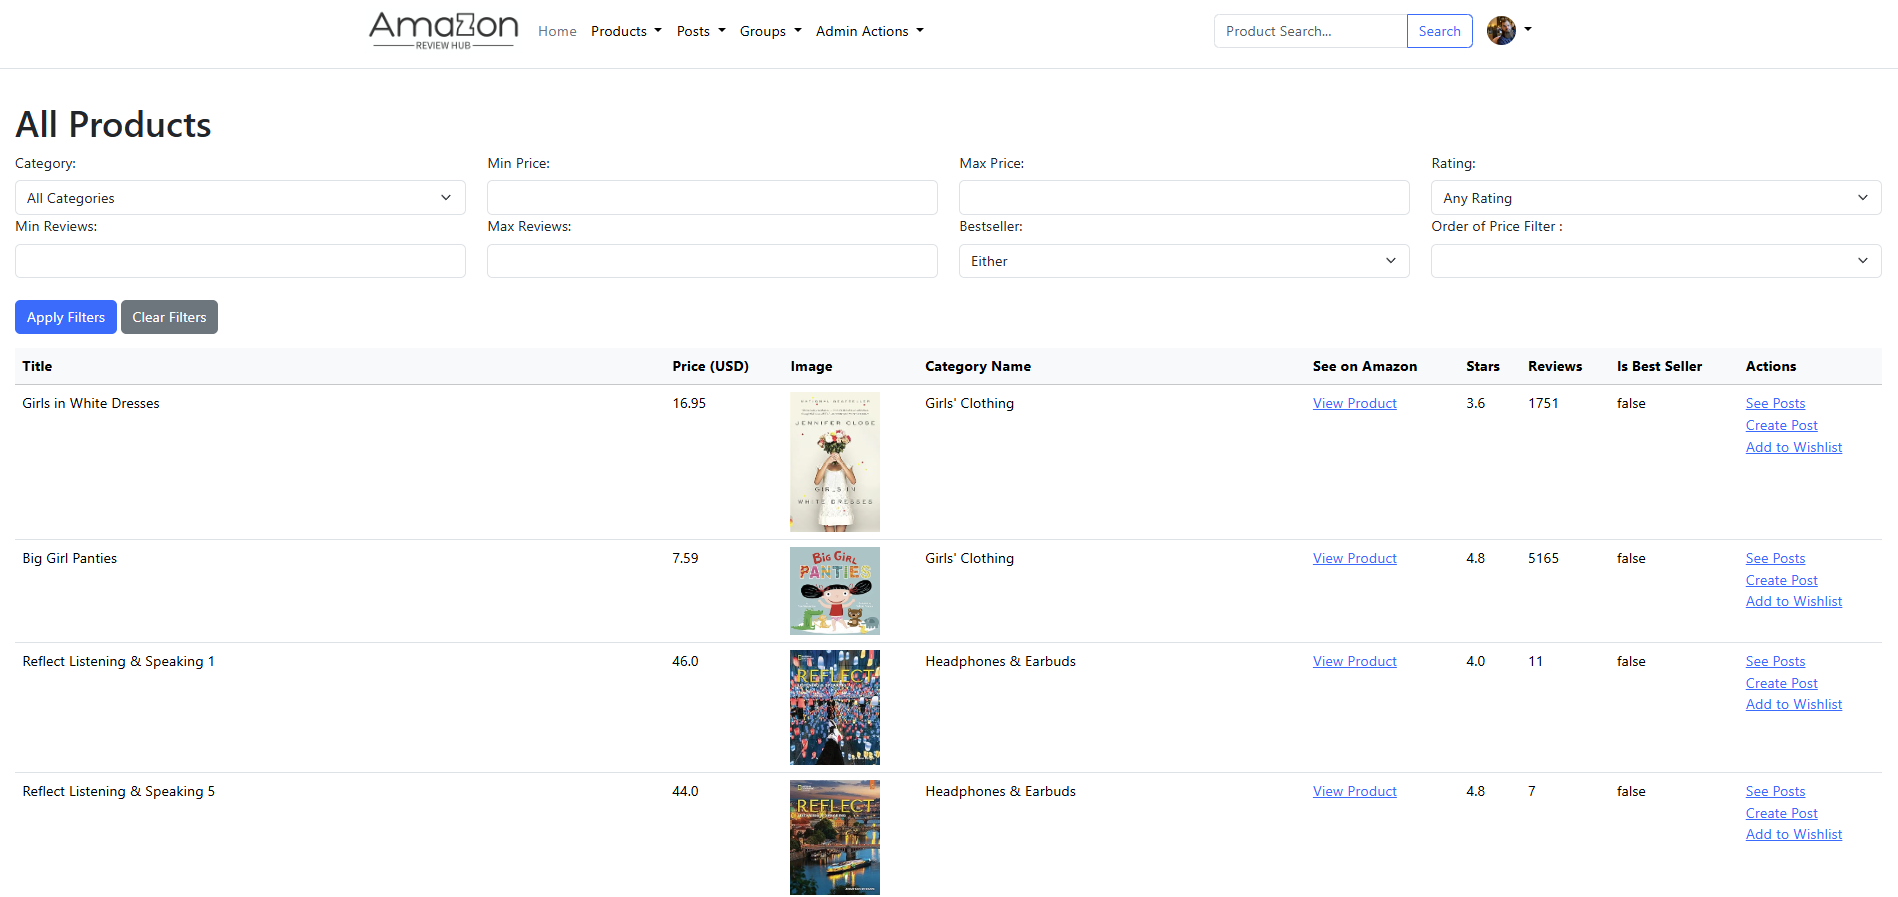 Amazon
REVIEW HUB
Home Products Posts Groups Admin Actions Product Search... Search
All Products
Category: Min Price: Max Price: Rating:
All Categories Any Rating
Min Reviews: Max Reviews: Bestseller: Order of Price Filter :
Either
Apply Filters Clear Filters
Title Price (USD) Image Category Name See on Amazon Stars Reviews Is Best Seller Actions
Girls in White Dresses 16.95 Girls' Clothing View Product 3.6 1751 false See Posts
Create Post
Add to Wishlist
NATIONAL BESTSELLER
JENNIFER CLOSE
GIRLS IN
WHITE DRESSES
Big Girl Panties 7.59 Girls' Clothing View Product 4.8 5165 false See Posts
Create Post
Add to Wishlist
BIG GIRL
PANTIES
Reflect Listening & Speaking 1 46.0 Headphones & Earbuds View Product 4.0 11 false See Posts
Create Post
Add to Wishlist
REFLECT
Reflect Listening & Speaking 5 44.0 Headphones & Earbuds View Product 4.8 7 false See Posts
Create Post
Add to Wishlist
REFLECT